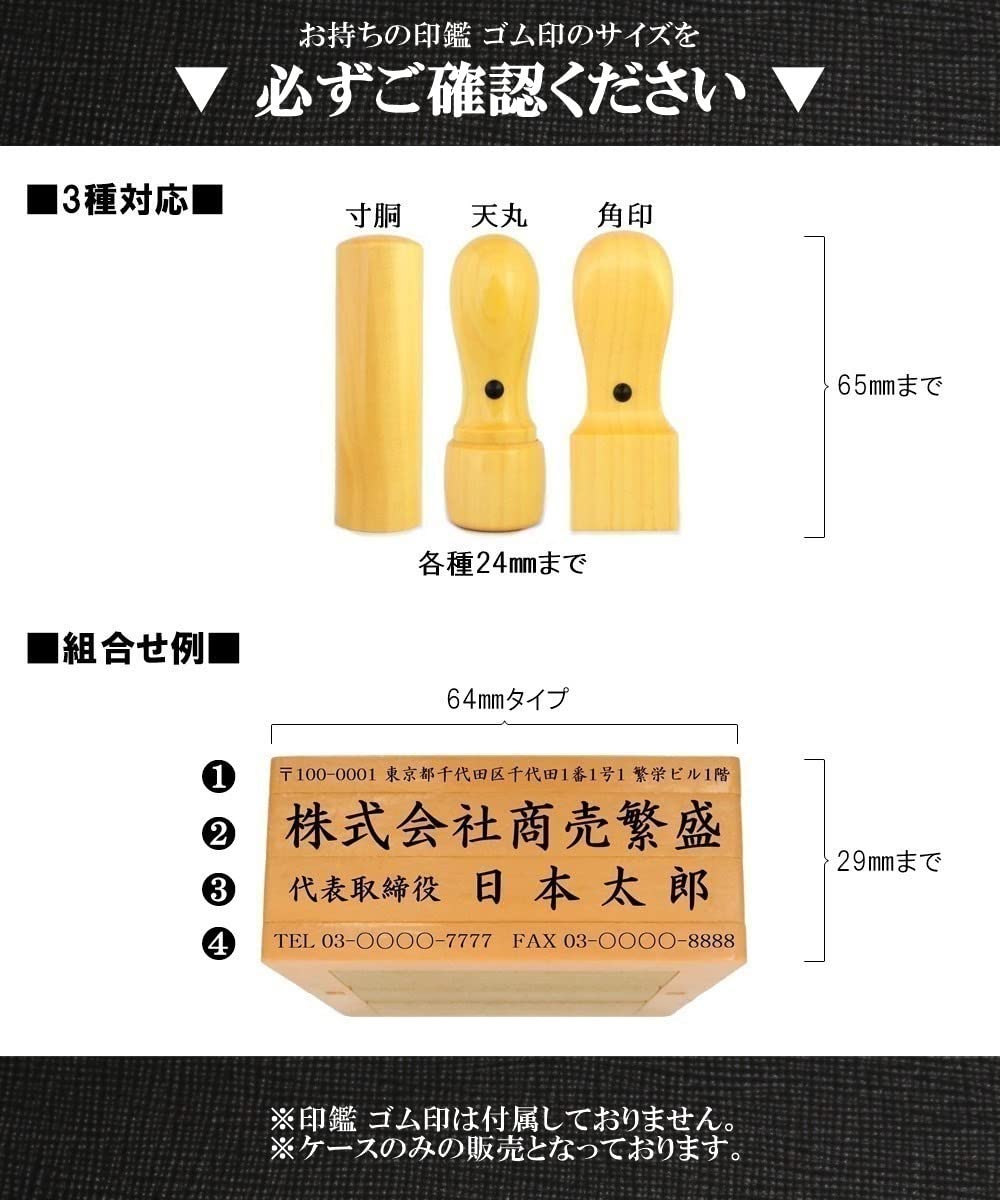 お持ちの印鑑 ゴム印のサイズを
▼ 必ずご確認ください ▼
■3種対応■
寸胴 天丸 角印
65mmまで
各種24mmまで
■組合せ例■
64mmタイプ
❶ 〒100-0001 東京都千代田区千代田1番1号1 繁栄ビル1階
❷ 株式会社商売繁盛
❸ 代表取締役 日本太郎
29mmまで
❹ TEL 03-〇〇〇〇-7777 FAX 03-〇〇〇〇-8888
※印鑑 ゴム印は付属しておりません。
※ケースのみの販売となっております。